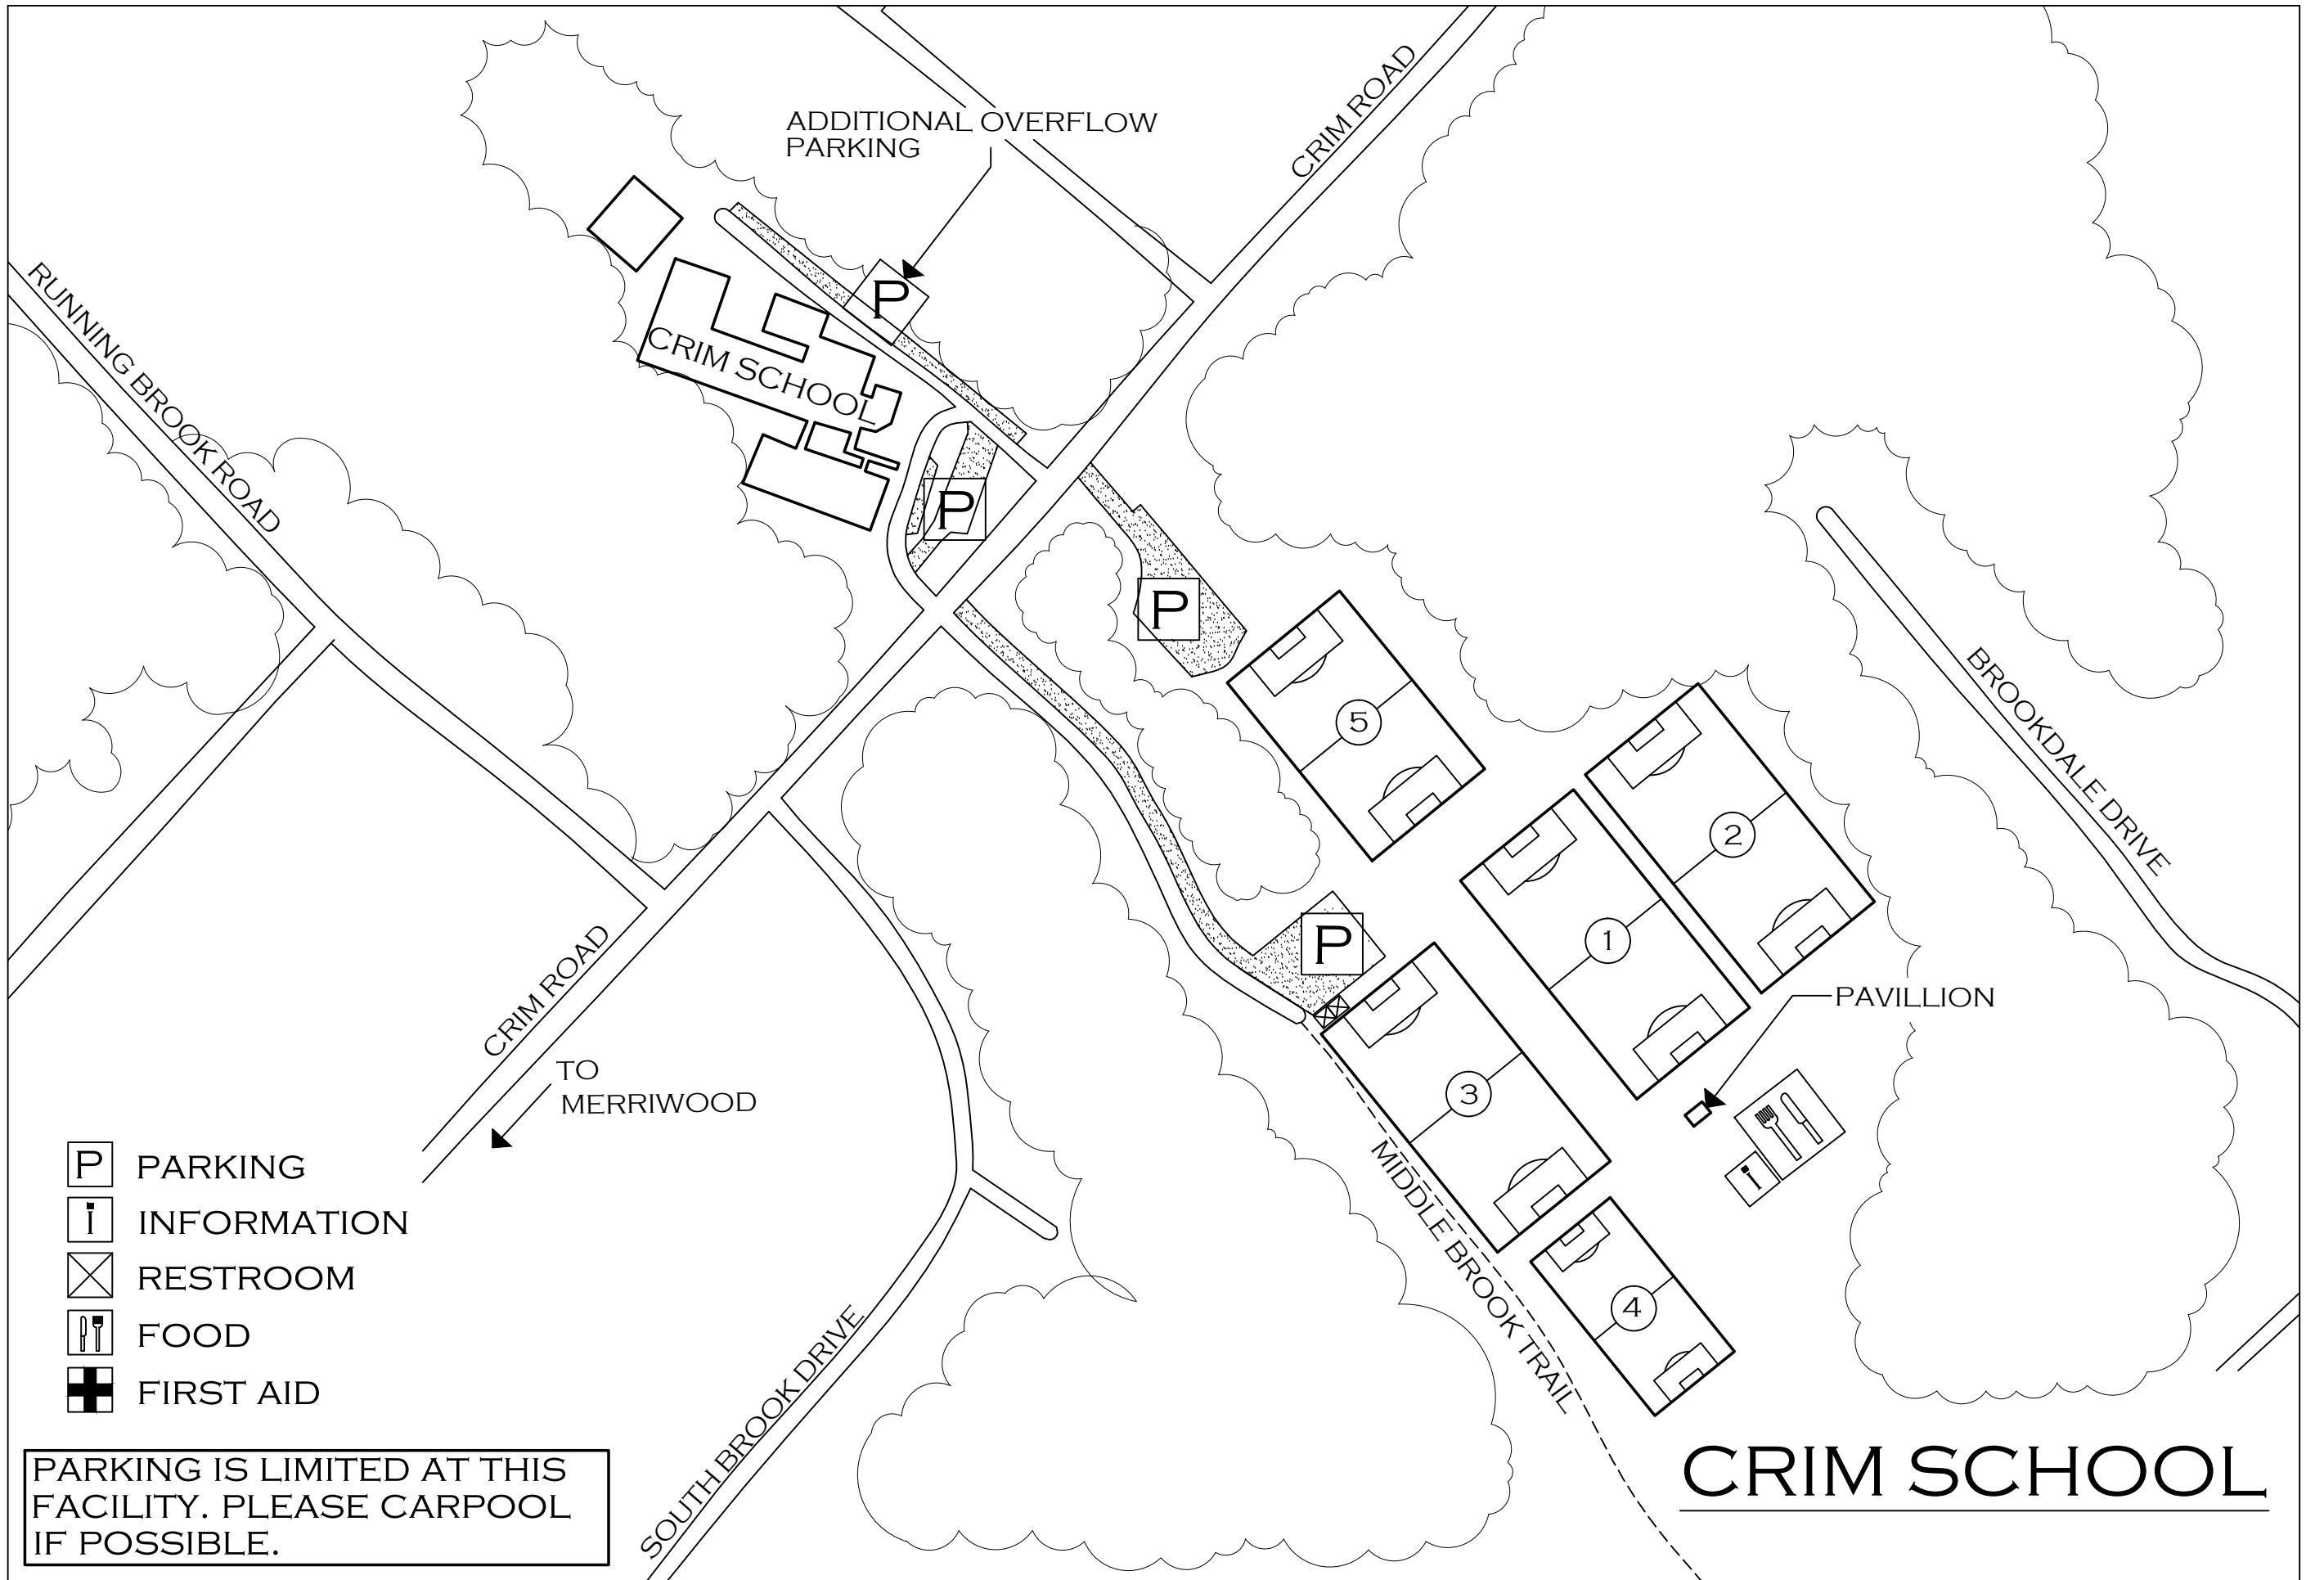 CRIM ROAD
ADDITIONAL OVERFLOW
PARKING
P
RUNNING BROOK ROAD
CRIM SCHOOL
P
P
5
BROOKDALE DRIVE
2
1
P
PAVILLION
CRIM ROAD
3
TO
MERRIWOOD
i
MIDDLE BROOK TRAIL
4
SOUTH BROOK DRIVE
P PARKING
i INFORMATION
RESTROOM
FOOD
FIRST AID
PARKING IS LIMITED AT THIS
FACILITY. PLEASE CARPOOL
IF POSSIBLE.
CRIM SCHOOL